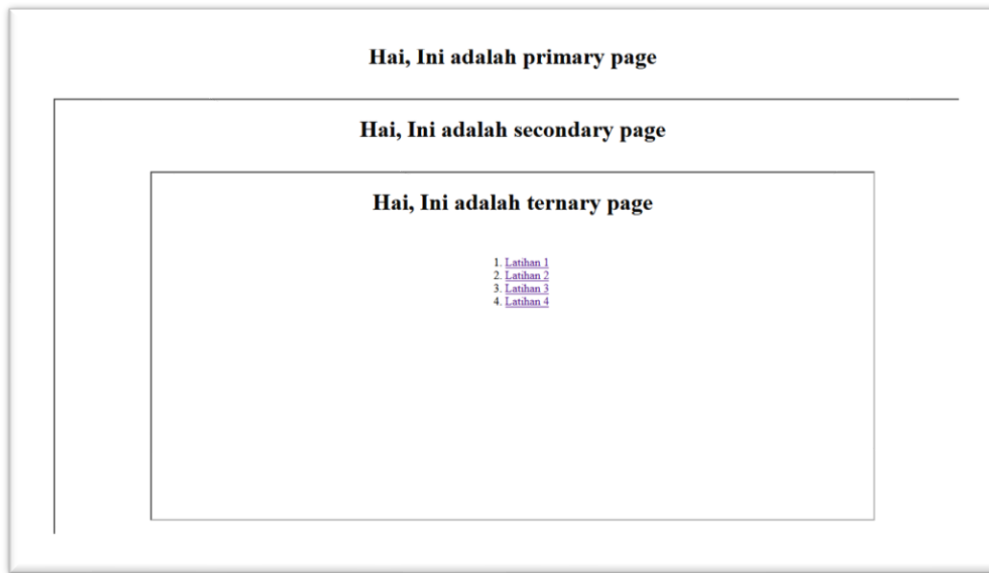 Hai, Ini adalah primary page
Hai, Ini adalah secondary page
Hai, Ini adalah ternary page
1. Latihan 1
2. Latihan 2
3. Latihan 3
4. Latihan 4